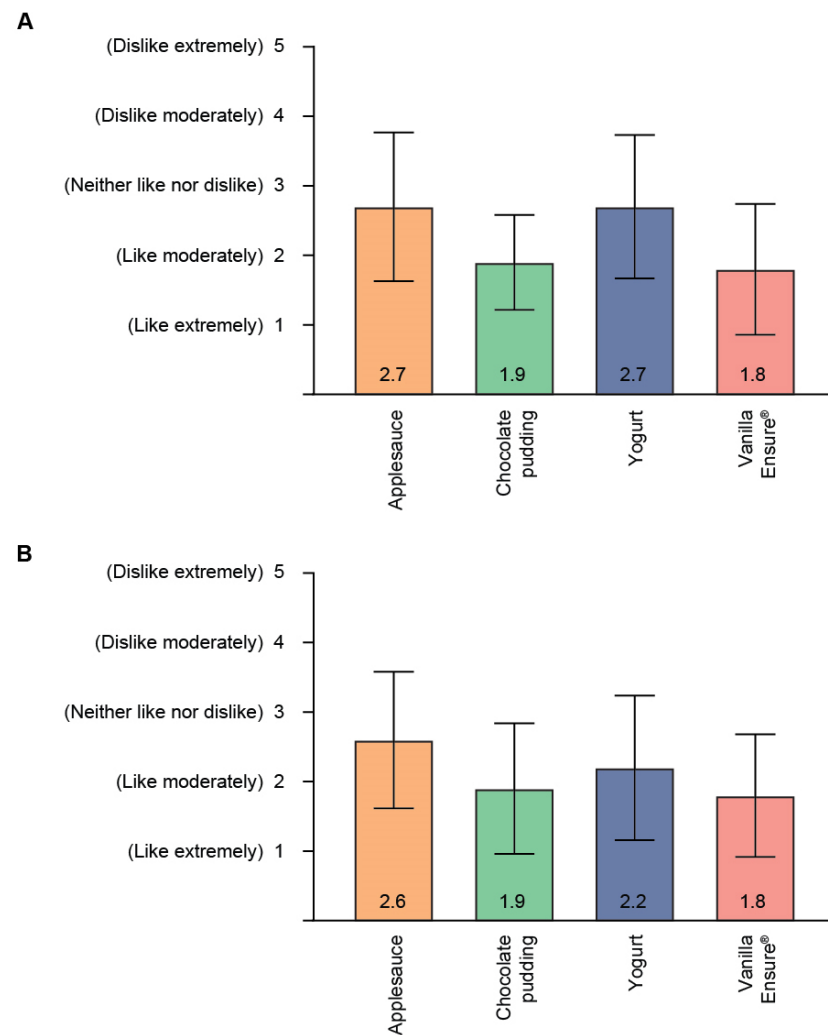 A
(Dislike extremely) 5
(Dislike moderately) 4
(Neither like nor dislike) 3
(Like moderately) 2
(Like extremely) 1
2.7 1.9 2.7 1.8
Applesauce
Chocolate
pudding
Yogurt
Vanilla
Ensure®
B
(Dislike extremely) 5
(Dislike moderately) 4
(Neither like nor dislike) 3
(Like moderately) 2
(Like extremely) 1
2.6 1.9 2.2 1.8
Applesauce
Chocolate
pudding
Yogurt
Vanilla
Ensure®